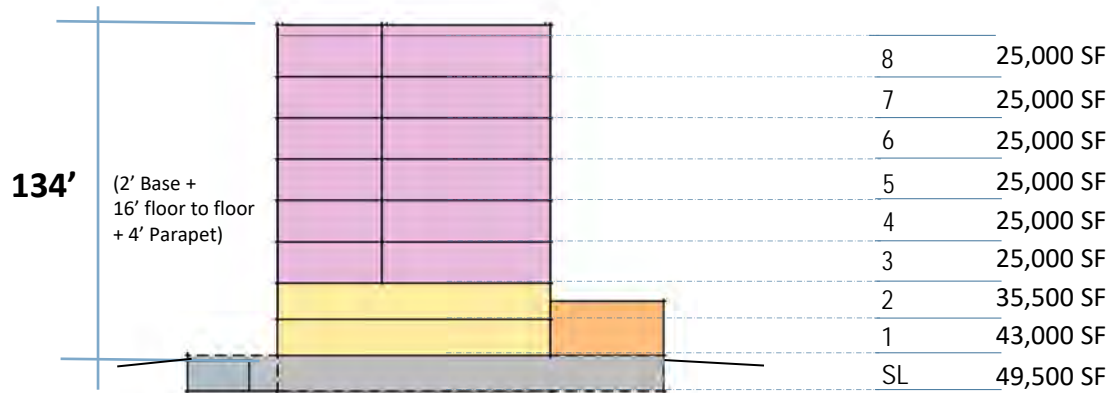 134’
(2’ Base +
16’ floor to floor
+ 4’ Parapet)
8 25,000 SF
7 25,000 SF
6 25,000 SF
5 25,000 SF
4 25,000 SF
3 25,000 SF
2 35,500 SF
1 43,000 SF
SL 49,500 SF